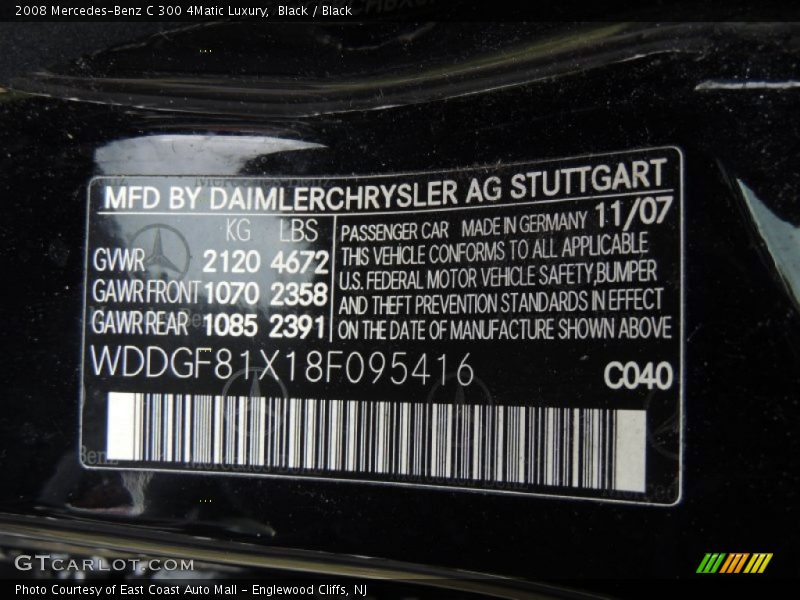 2008 Mercedes-Benz C 300 4Matic Luxury,  Black / Black
MFD BY DAIMLERCHRYSLER AG STUTTGART
KG LBS
GVWR 2120 4672
GAWR FRONT 1070 2358
GAWR REAR 1085 2391
PASSENGER CAR MADE IN GERMANY 11/07
THIS VEHICLE CONFORMS TO ALL APPLICABLE
U.S. FEDERAL MOTOR VEHICLE SAFETY,BUMPER
AND THEFT PREVENTION STANDARDS IN EFFECT
ON THE DATE OF MANUFACTURE SHOWN ABOVE
WDDGF81X18F095416
C040
GTCARLOT.COM
Photo Courtesy of East Coast Auto Mall - Englewood Cliffs, NJ